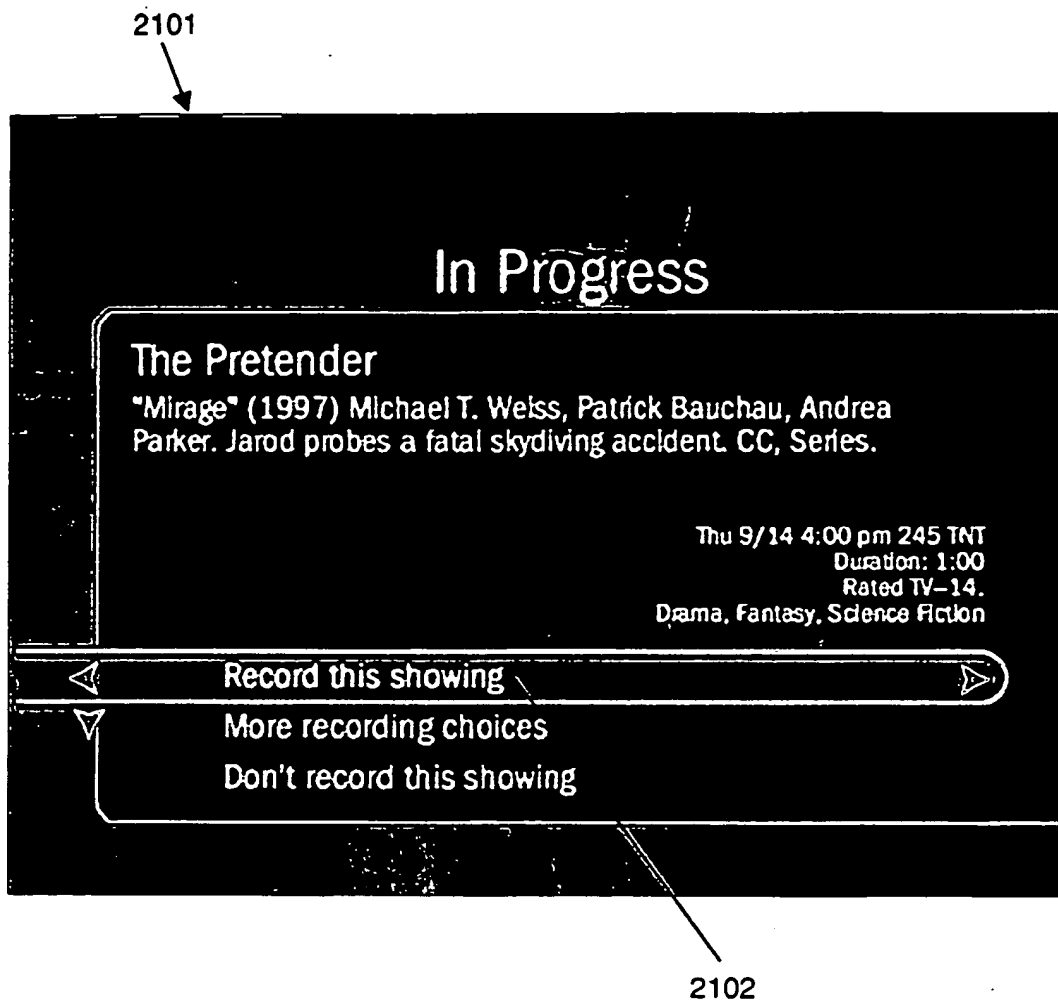 2101
In Progress
The Pretender
"Mirage" (1997) Michael T. Weiss, Patrick Bauchau, Andrea
Parker. Jarod probes a fatal skydiving accident. CC, Series.
Thu 9/14 4:00 pm 245 TNT
Duration: 1:00
Rated TV-14.
Drama, Fantasy, Science Fiction
Record this showing
More recording choices
Don't record this showing
2102